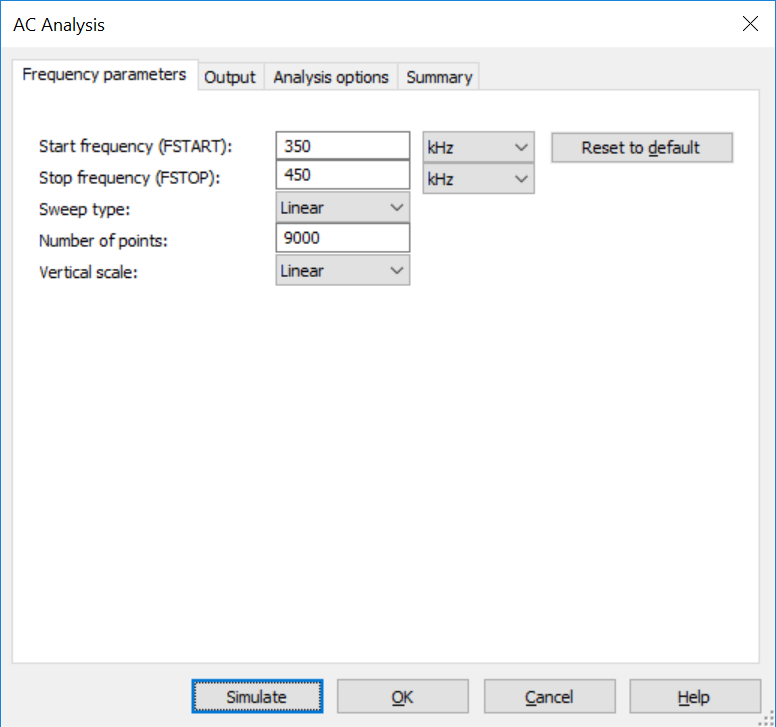 AC Analysis
Frequency parameters Output Analysis options Summary
Start frequency (FSTART): 350 kHz Reset to default
Stop frequency (FSTOP): 450 kHz
Sweep type: Linear
Number of points: 9000
Vertical scale: Linear
Simulate OK Cancel Help